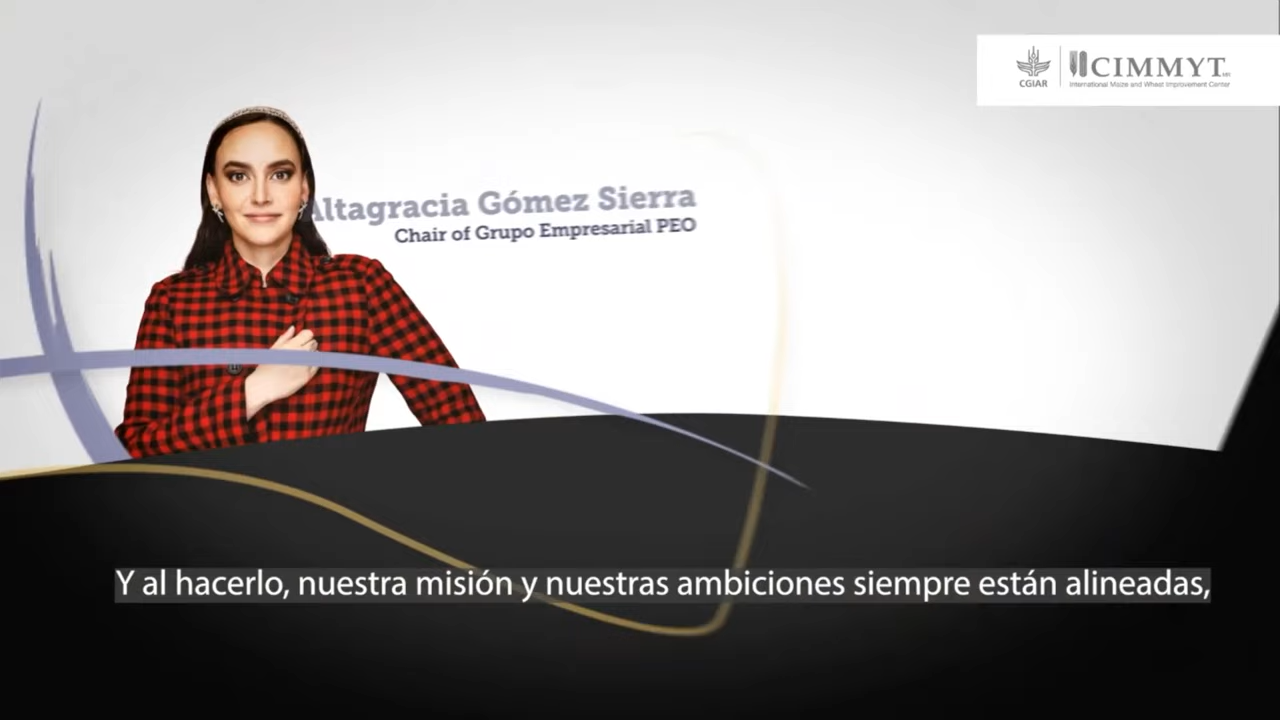 CGIAR
CIMMYT
International Maize and Wheat Improvement Center
Altagracia Gómez Sierra
Chair of Grupo Empresarial PEO
Y al hacerlo, nuestra misión y nuestras ambiciones siempre están alineadas,